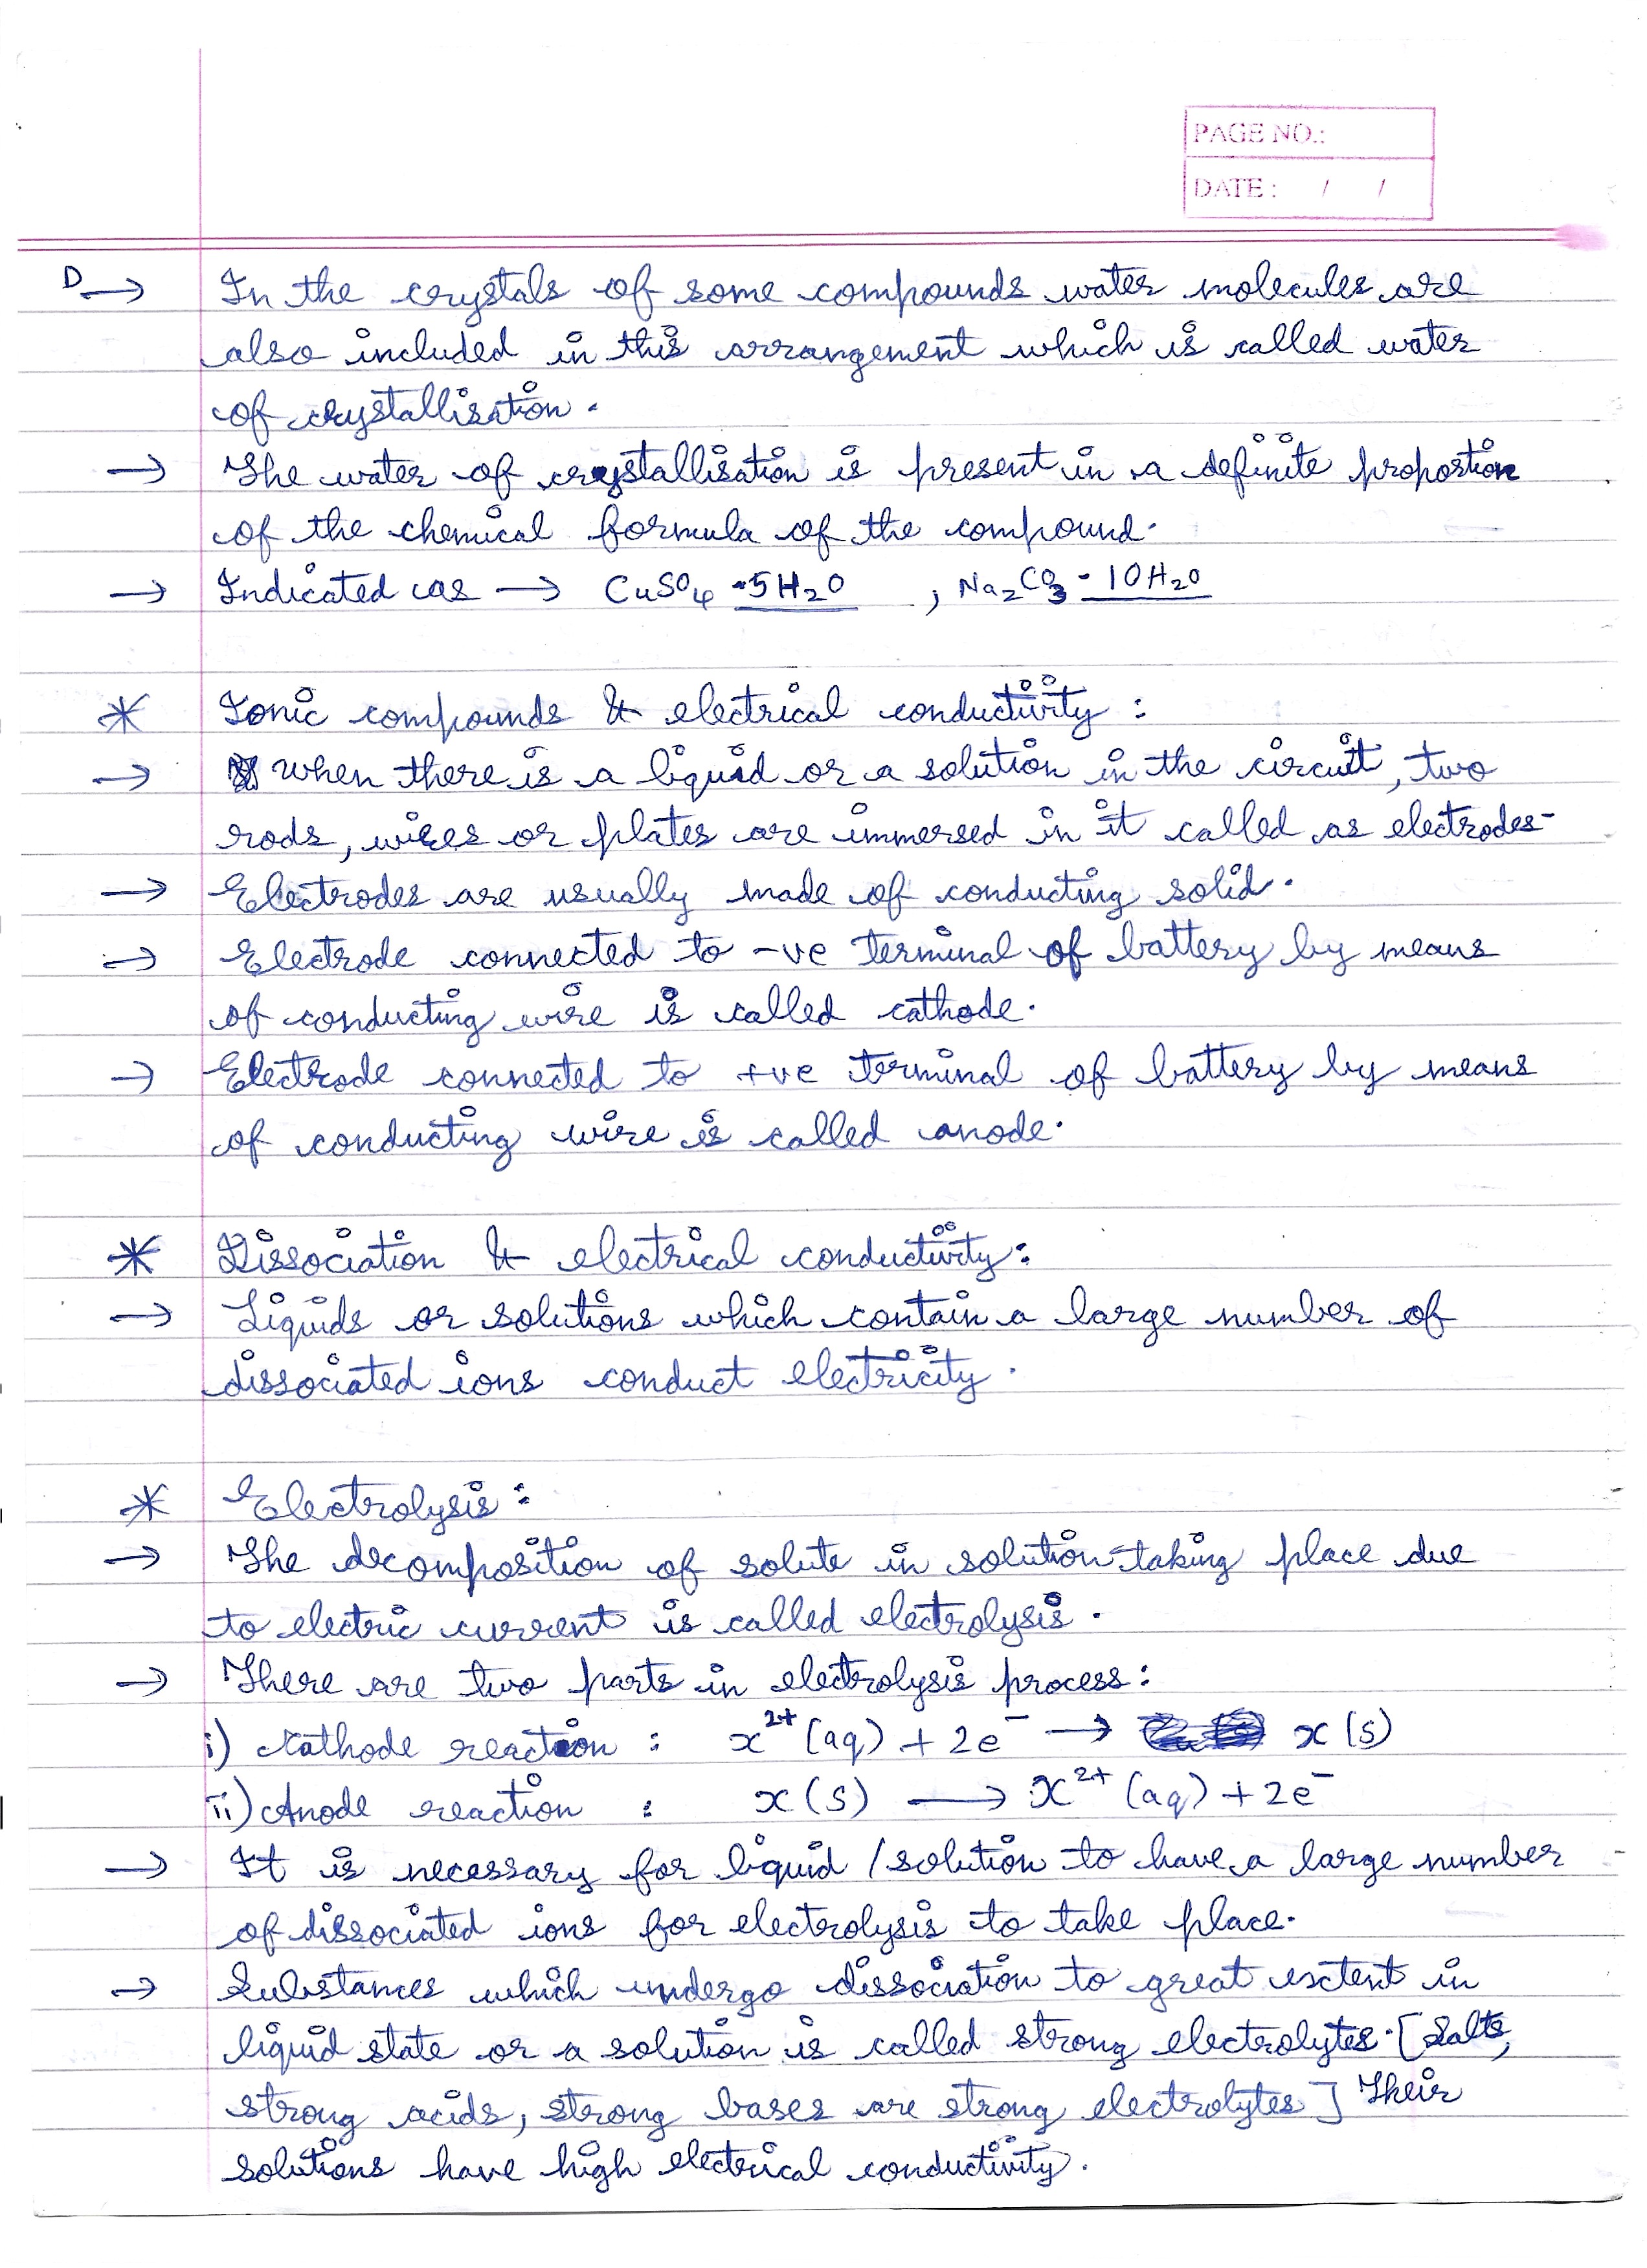 PAGE NO.:
DATE : / /
D→ In the crystals of some compounds water molecules are
also included in this arrangement which is called water
of crystallisation.
→ The water of crystallisation is present in a definite proportion
of the chemical formula of the compound.
→ Indicated as → CuSO₄ ·5H₂O , Na₂CO₃ · 10H₂O
* Ionic compounds & electrical conductivity :
→ When there is a liquid or a solution in the circuit, two
rods, wires or plates are immersed in it called as electrodes-
→ Electrodes are usually made of conducting solid.
→ Electrode connected to -ve terminal of battery by means
of conducting wire is called cathode.
→ Electrode connected to +ve terminal of battery by means
of conducting wire is called anode.
* Dissociation & electrical conductivity:
→ Liquids or solutions which contain a large number of
dissociated ions conduct electricity.
* Electrolysis :
→ The decomposition of solute in solution taking place due
to electric current is called electrolysis.
→ There are two parts in electrolysis process :
i) Cathode reaction : x²⁺ (aq) + 2e⁻ → x (s)
ii) Anode reaction : x (s) → x²⁺ (aq) + 2e⁻
→ It is necessary for liquid / solution to have a large number
of dissociated ions for electrolysis to take place.
→ Substances which undergo dissociation to great extent in
liquid state or a solution is called strong electrolytes. [Salts,
strong acids, strong bases are strong electrolytes] Their
solutions have high electrical conductivity.